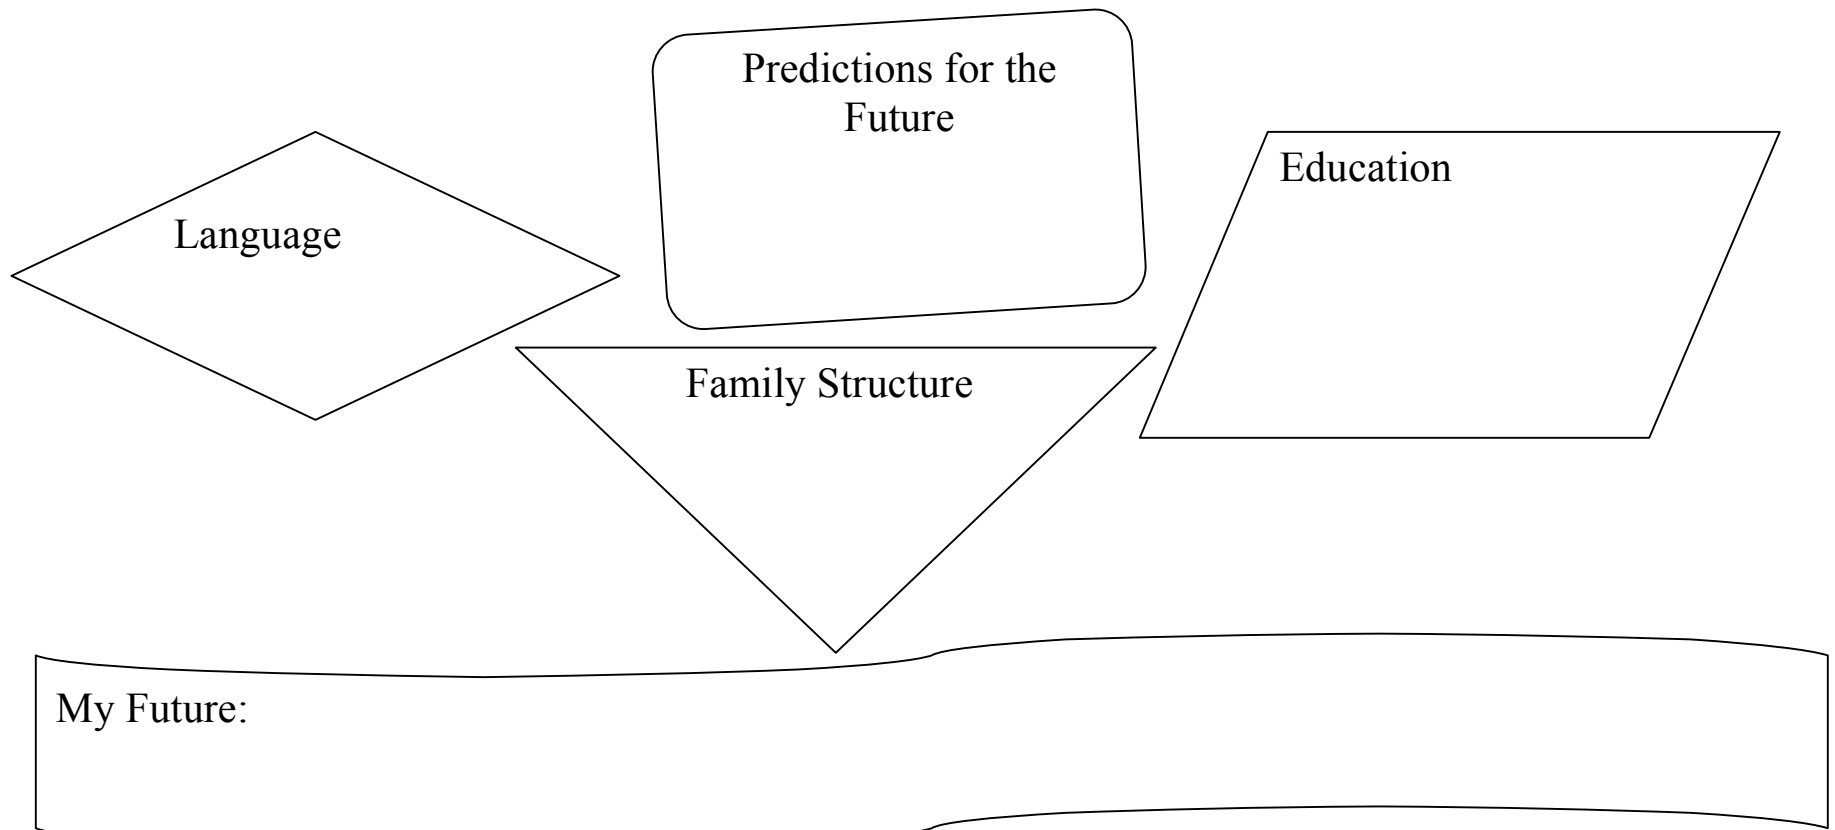 Predictions for the
Future
Language
Education
Family Structure
My Future: